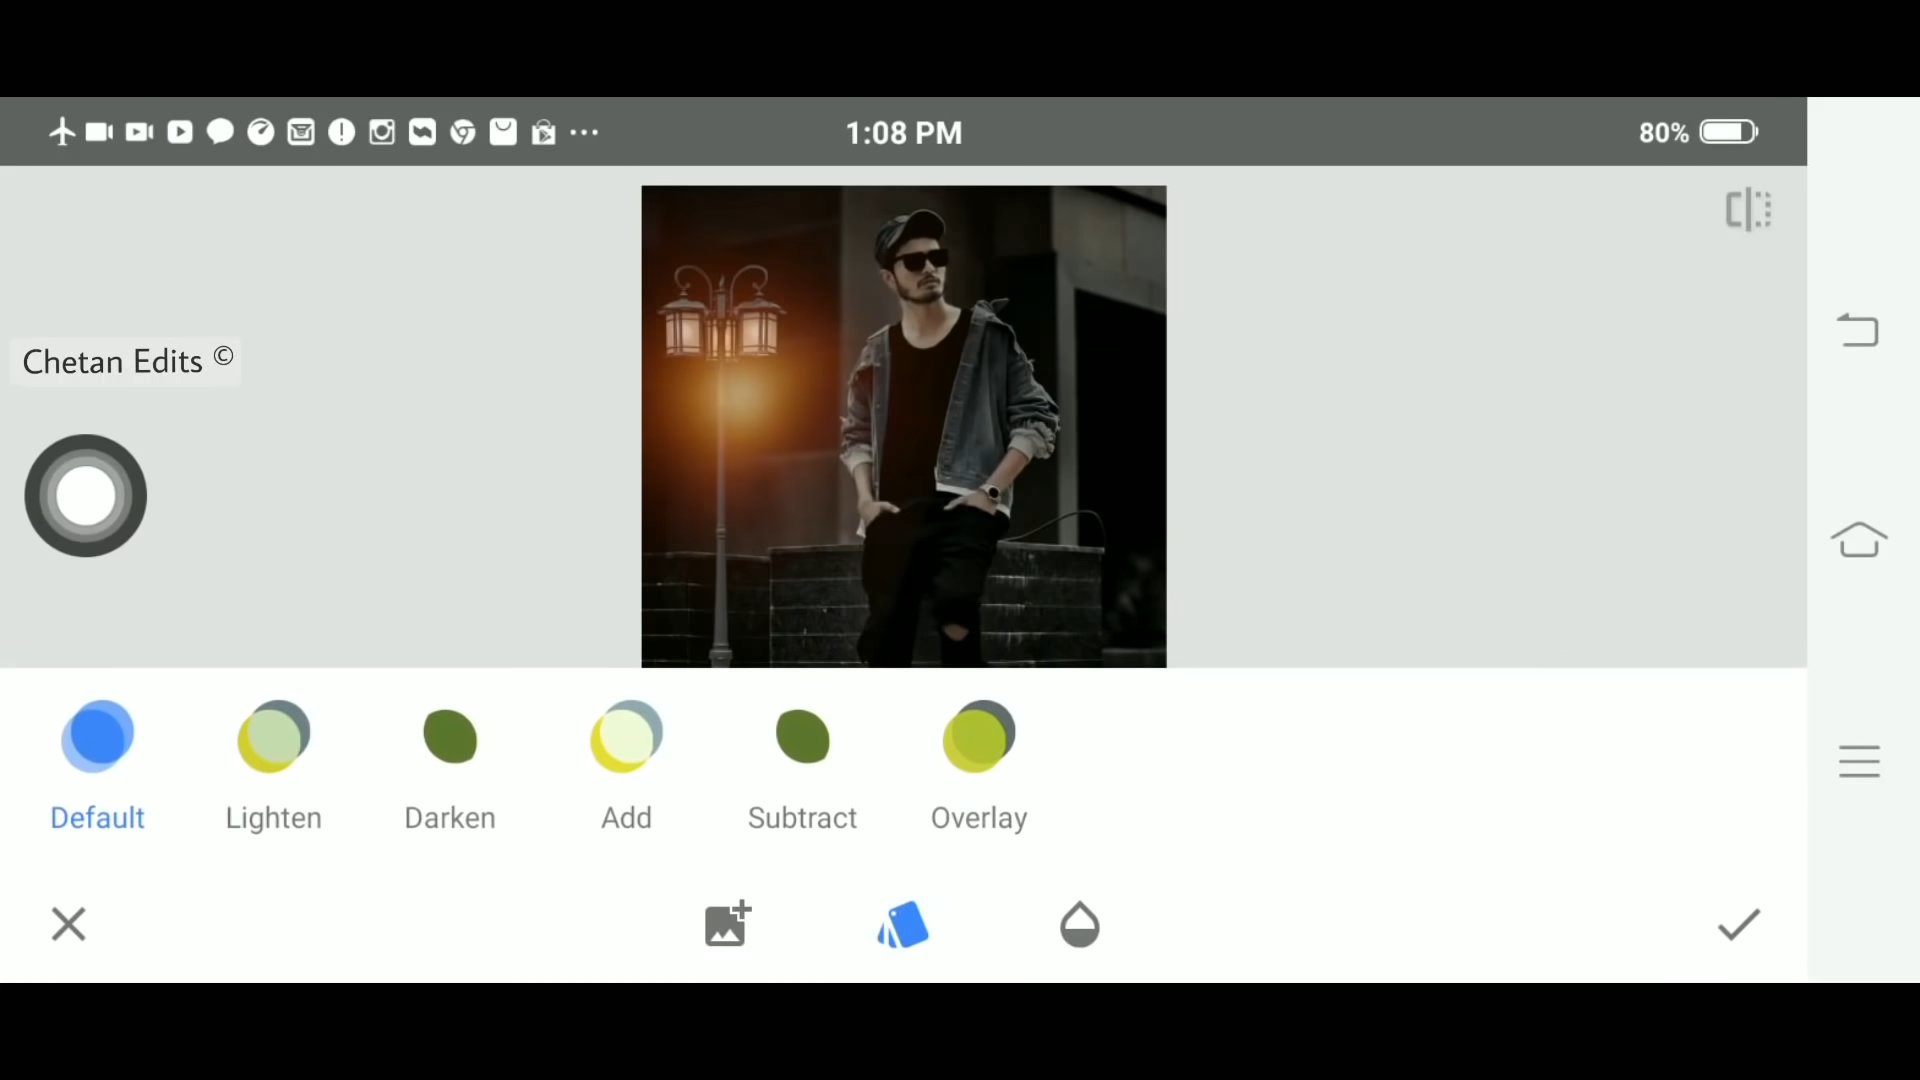 1:08 PM
80%
Chetan Edits ©
Default
Lighten
Darken
Add
Subtract
Overlay